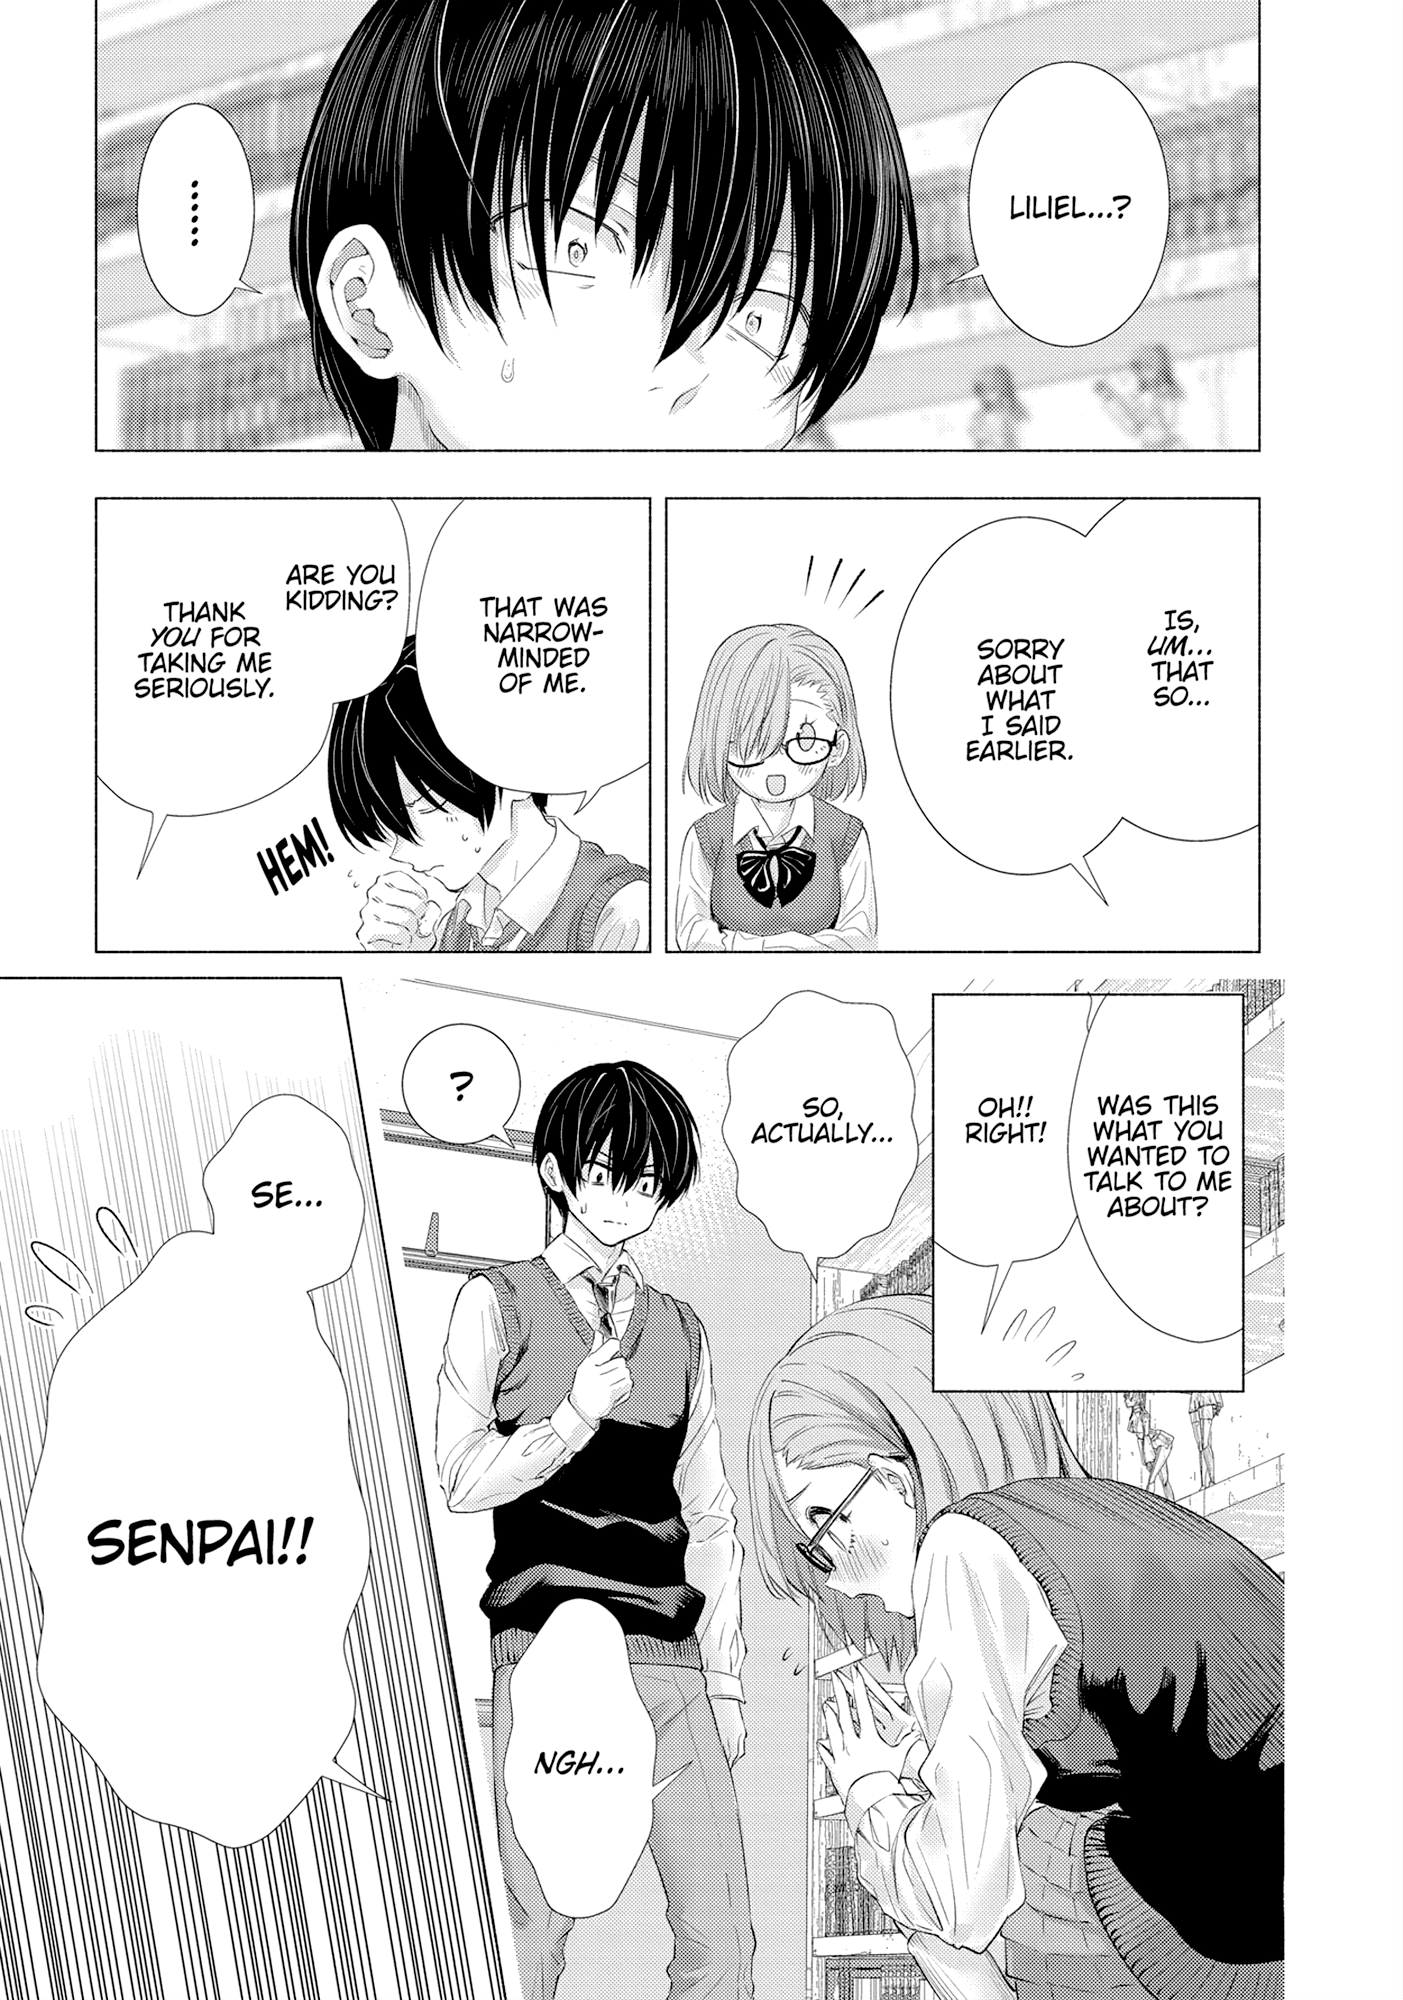 LILIEL...?
.......
IS,
UM...
THAT
SO...
SORRY
ABOUT
WHAT
I SAID
EARLIER.
THAT WAS
NARROW-
MINDED
OF ME.
ARE YOU
KIDDING?
THANK
YOU FOR
TAKING ME
SERIOUSLY.
HEM!
WAS THIS
WHAT YOU
WANTED TO
TALK TO ME
ABOUT?
OH!!
RIGHT!
SO,
ACTUALLY...
?
NGH...
SE...
SENPAI!!